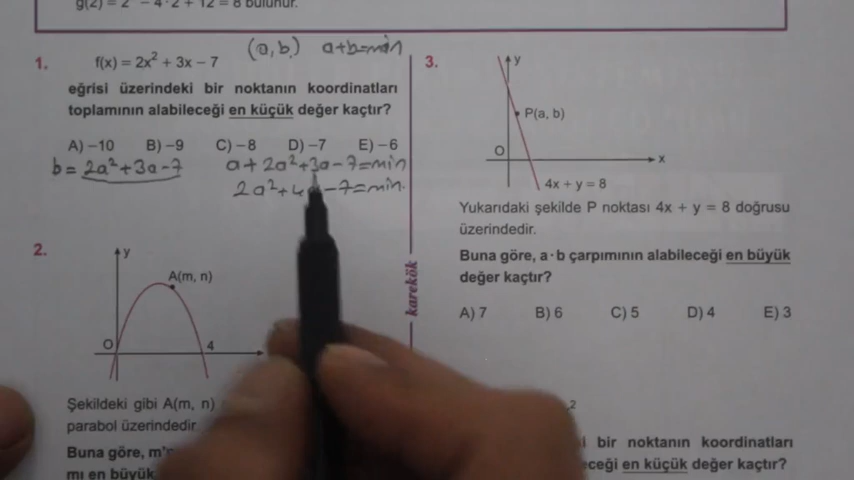 g(2) = 2² – 4·2 + 12 = 8 bulunur.
1. f(x) = 2x² + 3x – 7
(a, b) a+b=min
eğrisi üzerindeki bir noktanın koordinatları
toplamının alabileceği en küçük değer kaçtır?
A) –10 B) –9 C) –8 D) –7 E) –6
b = 2a²+3a-7
a + 2a²+3a-7=min
2a²+4a-7=min.
2.
y
A(m, n)
O
4
Şekildeki gibi A(m, n)
parabol üzerindedir
Buna göre, m
mı en büyük
karekök
3.
y
P(a, b)
O
x
4x + y = 8
Yukarıdaki şekilde P noktası 4x + y = 8 doğrusu
üzerindedir.
Buna göre, a · b çarpımının alabileceği en büyük
değer kaçtır?
A) 7 B) 6 C) 5 D) 4 E) 3
2
bir noktanın koordinatları
en küçük değer kaçtır?